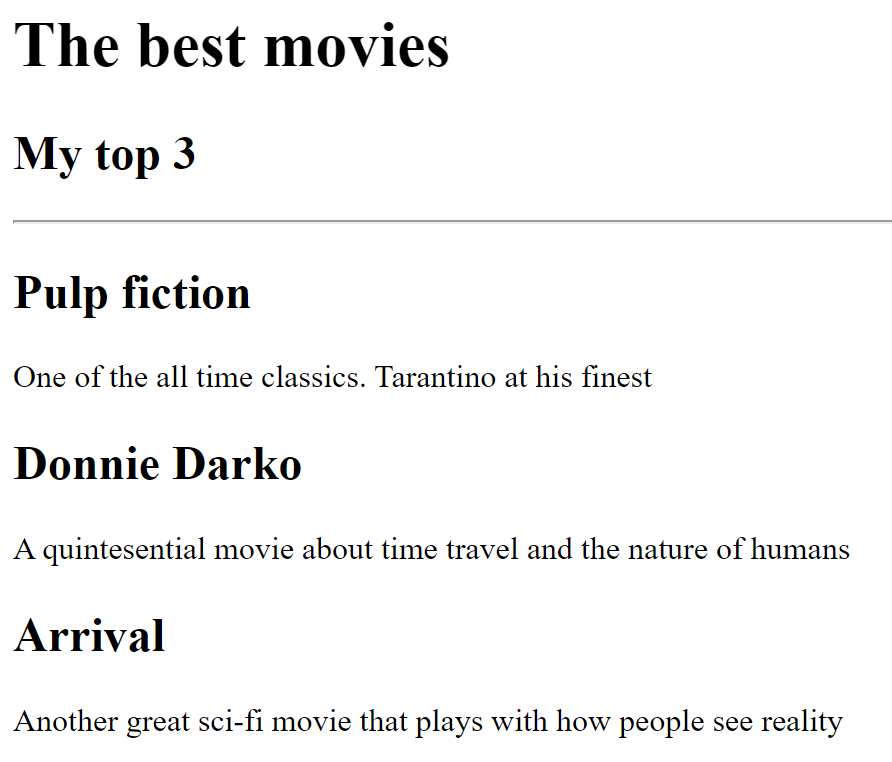 The best movies
My top 3
Pulp fiction
One of the all time classics. Tarantino at his finest
Donnie Darko
A quintesential movie about time travel and the nature of humans
Arrival
Another great sci-fi movie that plays with how people see reality